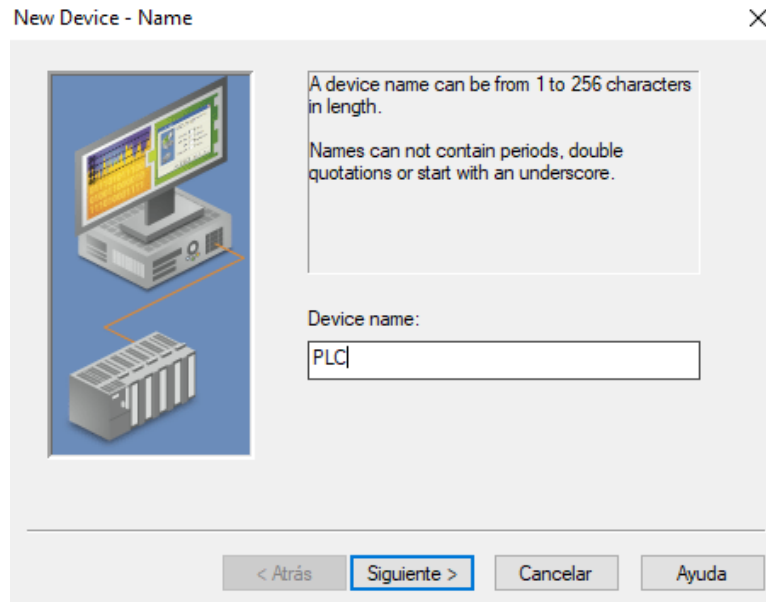 New Device - Name
A device name can be from 1 to 256 characters
in length.
Names can not contain periods, double
quotations or start with an underscore.
Device name:
PLC
< Atrás
Siguiente >
Cancelar
Ayuda